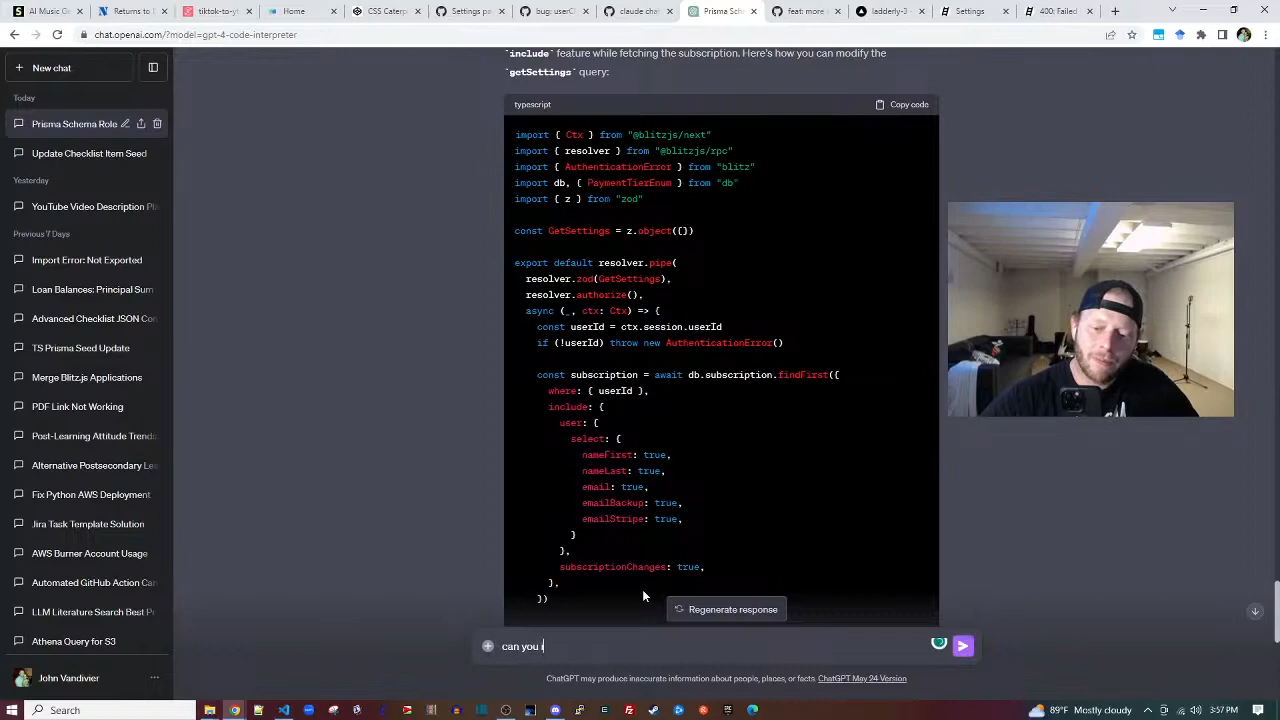 AI Music Ge
Returns to
tiktok-to-y
Home
CSS Caterp
Settings pa
bug: userC
claude cha
Prisma Sche
feat: more
ladderly-3
Settings
400: Failed
chat.openai.com/?model=gpt-4-code-interpreter
New chat
Today
Prisma Schema Role
Update Checklist Item Seed
Yesterday
YouTube Video Description Pla
Previous 7 Days
Import Error: Not Exported
Loan Balances: Principal Sum
Advanced Checklist JSON Con
TS Prisma Seed Update
Merge Blitz.js Applications
PDF Link Not Working
Post-Learning Attitude Trends
Alternative Postsecondary Lea
Fix Python AWS Deployment
Jira Task Template Solution
AWS Burner Account Usage
Automated GitHub Action Can
LLM Literature Search Best P
Athena Query for S3
John Vandivier
`include` feature while fetching the subscription. Here's how you can modify the
`getSettings` query:
typescript
Copy code
import { Ctx } from "@blitzjs/next"
import { resolver } from "@blitzjs/rpc"
import { AuthenticationError } from "blitz"
import db, { PaymentTierEnum } from "db"
import { z } from "zod"
const GetSettings = z.object({})
export default resolver.pipe(
resolver.zod(GetSettings),
resolver.authorize(),
async (_, ctx: Ctx) => {
const userId = ctx.session.userId
if (!userId) throw new AuthenticationError()
const subscription = await db.subscription.findFirst({
where: { userId },
include: {
user: {
select: {
nameFirst: true,
nameLast: true,
email: true,
emailBackup: true,
emailStripe: true,
}
},
subscriptionChanges: true,
},
})
Regenerate response
can you i
ChatGPT may produce inaccurate information about people, places, or facts. ChatGPT May 24 Version
Search
89°F Mostly cloudy
3:57 PM